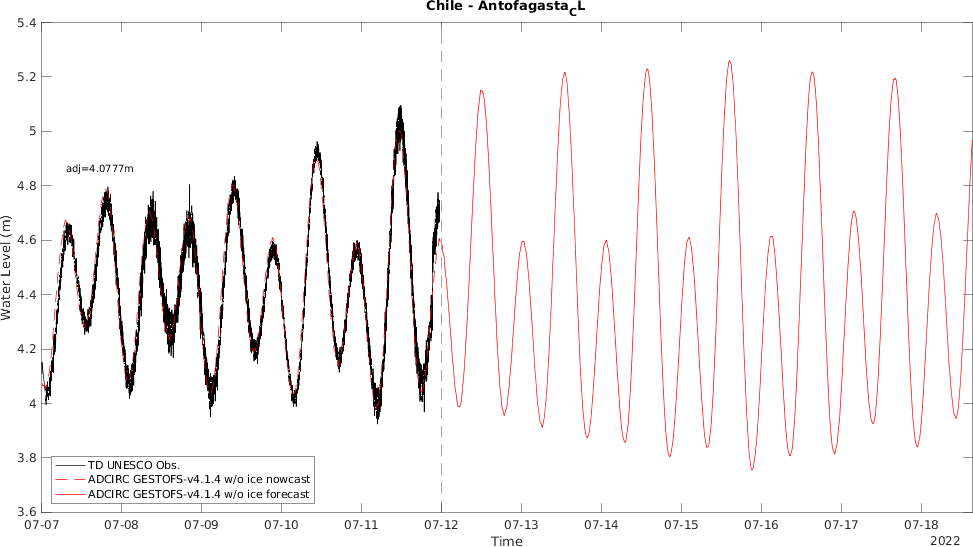 Chile - Antofagasta_CL
5.4
5.2
5
4.8
4.6
4.4
4.2
4
3.8
3.6
Water Level (m)
adj=4.0777m
TD UNESCO Obs.
ADCIRC GESTOFS-v4.1.4 w/o ice nowcast
ADCIRC GESTOFS-v4.1.4 w/o ice forecast
07-07 07-08 07-09 07-10 07-11 07-12 07-13 07-14 07-15 07-16 07-17 07-18
Time
2022